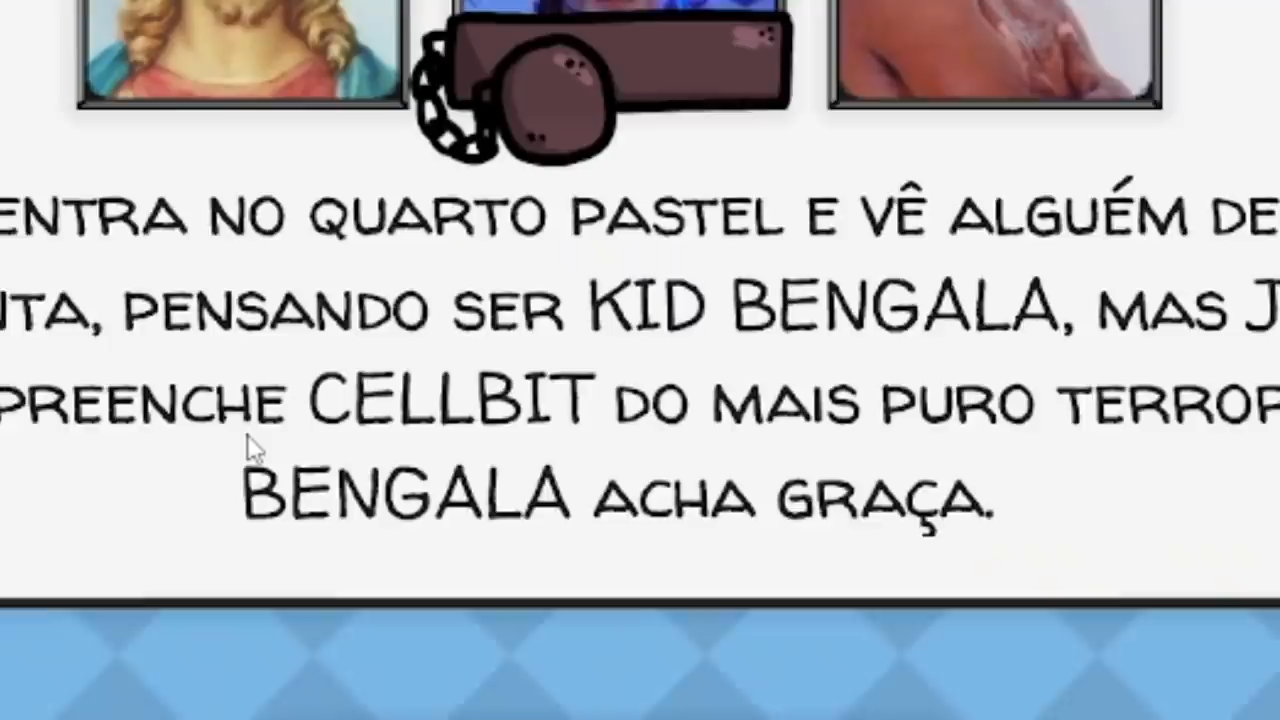 ENTRA NO QUARTO PASTEL E VÊ ALGUÉM DE
NTA, PENSANDO SER KID BENGALA, MAS J
PREENCHE CELLBIT DO MAIS PURO TERROR
BENGALA ACHA GRAÇA.